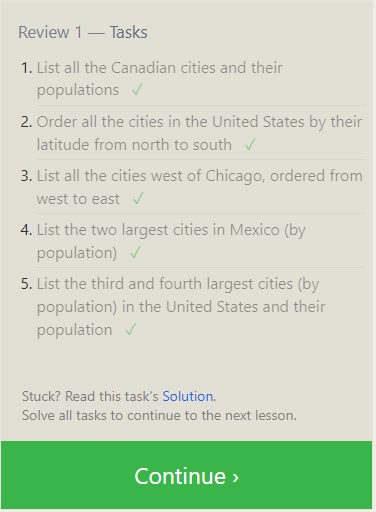 Review 1 — Tasks
1. List all the Canadian cities and their
populations ✓
2. Order all the cities in the United States by their
latitude from north to south ✓
3. List all the cities west of Chicago, ordered from
west to east ✓
4. List the two largest cities in Mexico (by
population) ✓
5. List the third and fourth largest cities (by
population) in the United States and their
population ✓
Stuck? Read this task's Solution.
Solve all tasks to continue to the next lesson.
Continue ›